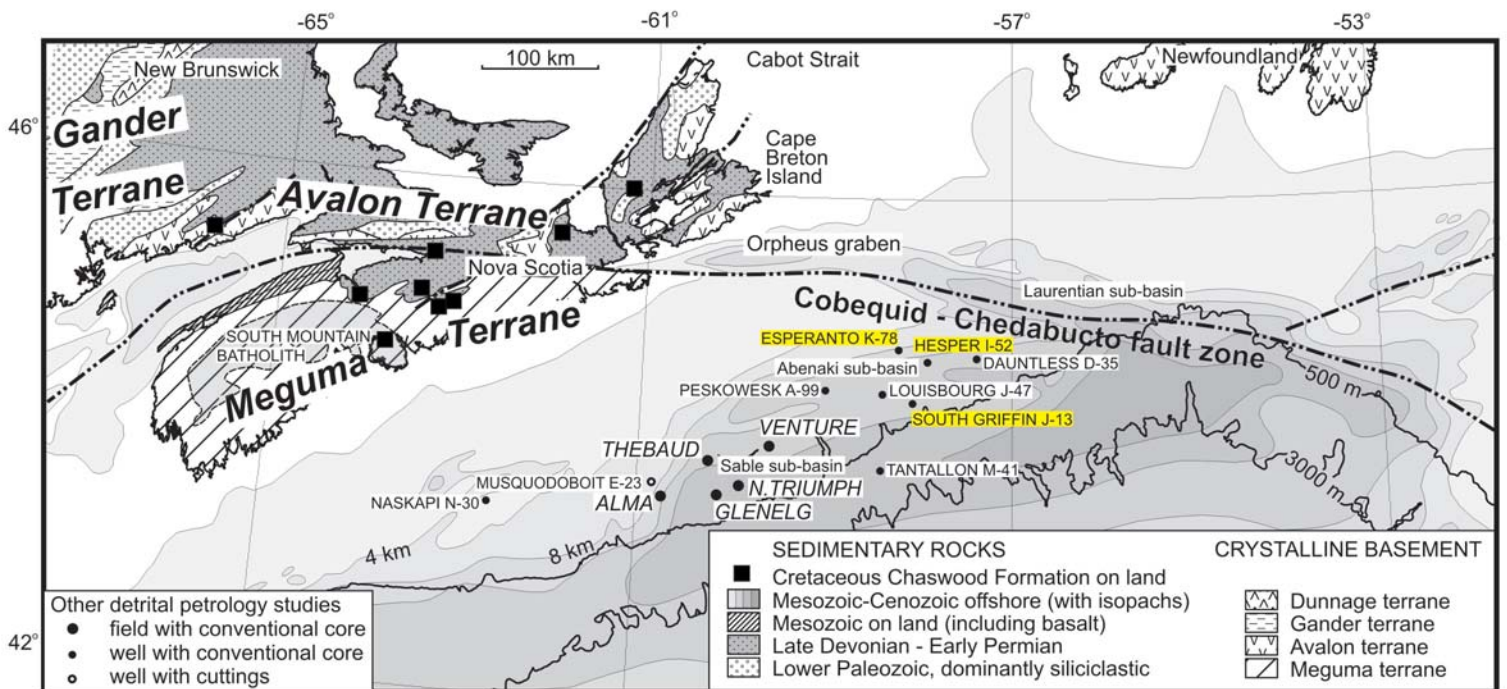 -65°
-61°
-57°
-53°
46°
42°
New Brunswick
100 km
Cabot Strait
Newfoundland
Gander
Terrane
Avalon Terrane
Cape
Breton
Island
Nova Scotia
Orpheus graben
Laurentian sub-basin
Cobequid - Chedabucto fault zone
SOUTH MOUNTAIN
BATHOLITH
Meguma Terrane
ESPERANTO K-78
HESPER I-52
Abenaki sub-basin
DAUNTLESS D-35
PESKOWESK A-99
LOUISBOURG J-47
SOUTH GRIFFIN J-13
500 m
VENTURE
THEBAUD
Sable sub-basin
TANTALLON M-41
3000 m
MUSQUODOBOIT E-23
N.TRIUMPH
NASKAPI N-30
ALMA
GLENELG
4 km
8 km
Other detrital petrology studies
field with conventional core
well with conventional core
well with cuttings
SEDIMENTARY ROCKS
Cretaceous Chaswood Formation on land
Mesozoic-Cenozoic offshore (with isopachs)
Mesozoic on land (including basalt)
Late Devonian - Early Permian
Lower Paleozoic, dominantly siliciclastic
CRYSTALLINE BASEMENT
Dunnage terrane
Gander terrane
Avalon terrane
Meguma terrane